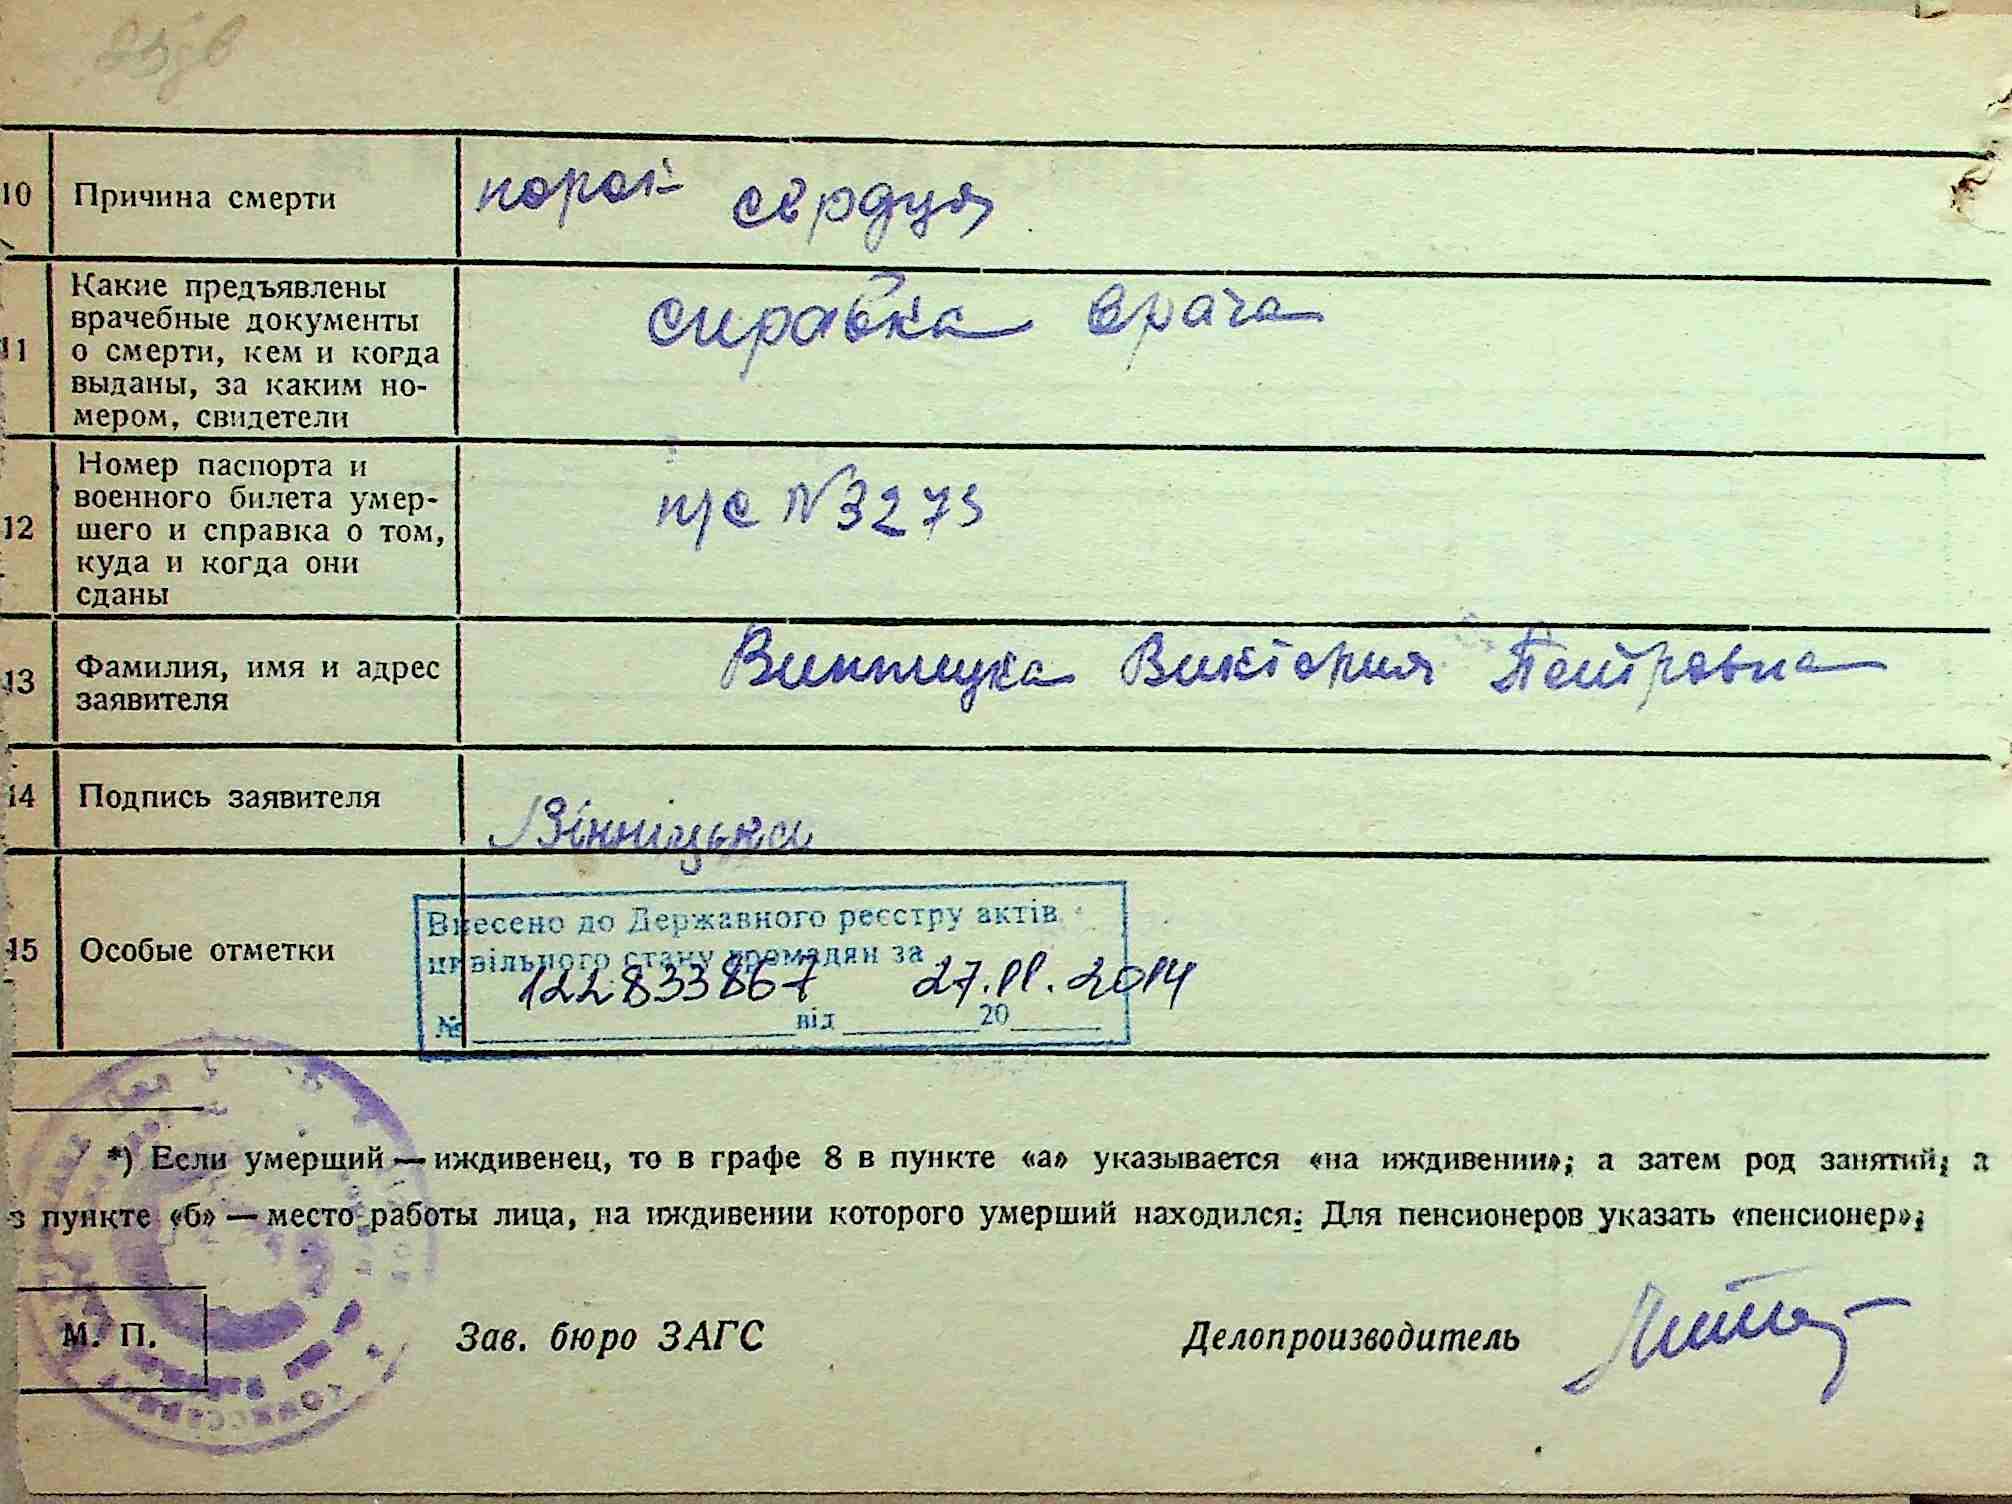 10 Причина смерти порок сердця
11 Какие предъявлены
врачебные документы
о смерти, кем и когда
выданы, за каким но-
мером, свидетели
справка врача
12 Номер паспорта и
военного билета умер-
шего и справка о том,
куда и когда они
сданы
п/с N 3273
13 Фамилия, имя и адрес
заявителя
Винницка Виктория Петровна
14 Подпись заявителя Вінніцька
15 Особые отметки
Внесено до Державного реєстру актів
цивільного стану громадян за
122833867 27.11.2014
№ від 20
*) Если умерший — иждивенец, то в графе 8 в пункте «а» указывается «на иждивении»; а затем род занятий; а
в пункте «б» — место работы лица, на иждивении которого умерший находился. Для пенсионеров указать «пенсионер»;
М. П. Зав. бюро ЗАГС Делопроизводитель